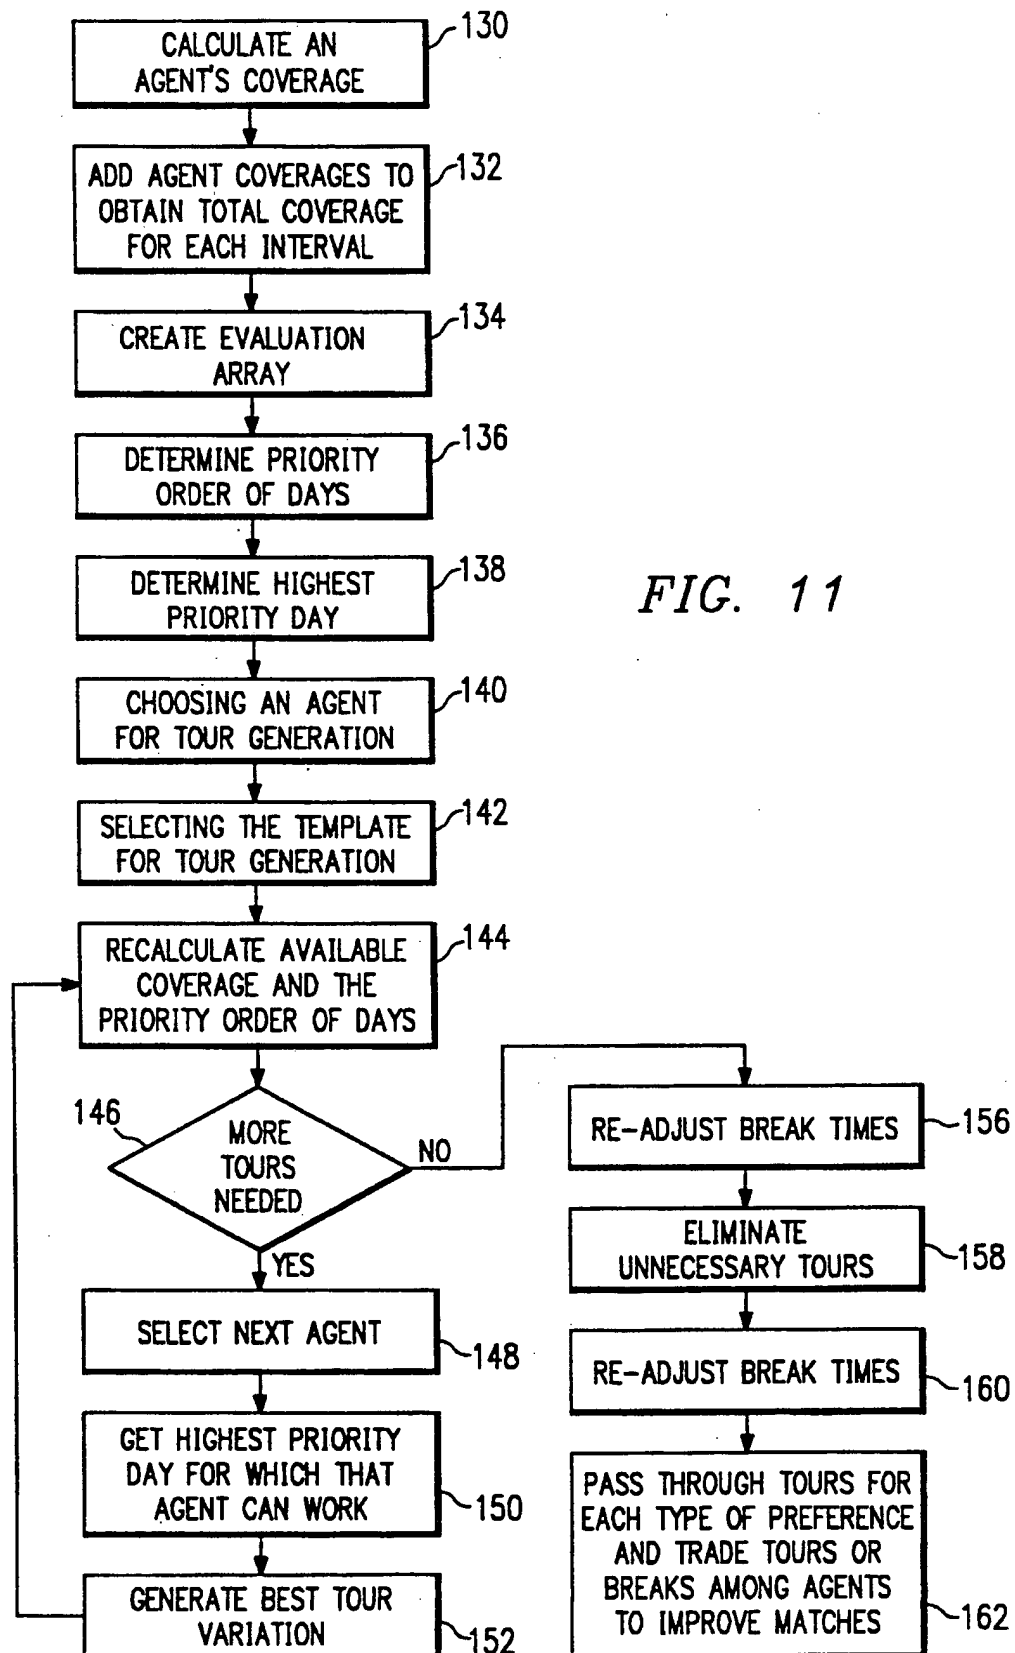 CALCULATE AN
AGENT'S COVERAGE
130
ADD AGENT COVERAGES TO
OBTAIN TOTAL COVERAGE
FOR EACH INTERVAL
132
CREATE EVALUATION
ARRAY
134
DETERMINE PRIORITY
ORDER OF DAYS
136
DETERMINE HIGHEST
PRIORITY DAY
138
FIG. 11
CHOOSING AN AGENT
FOR TOUR GENERATION
140
SELECTING THE TEMPLATE
FOR TOUR GENERATION
142
RECALCULATE AVAILABLE
COVERAGE AND THE
PRIORITY ORDER OF DAYS
144
146
MORE
TOURS
NEEDED
NO
YES
SELECT NEXT AGENT
148
GET HIGHEST PRIORITY
DAY FOR WHICH THAT
AGENT CAN WORK
150
GENERATE BEST TOUR
VARIATION
152
RE-ADJUST BREAK TIMES
156
ELIMINATE
UNNECESSARY TOURS
158
RE-ADJUST BREAK TIMES
160
PASS THROUGH TOURS FOR
EACH TYPE OF PREFERENCE
AND TRADE TOURS OR
BREAKS AMONG AGENTS
TO IMPROVE MATCHES
162